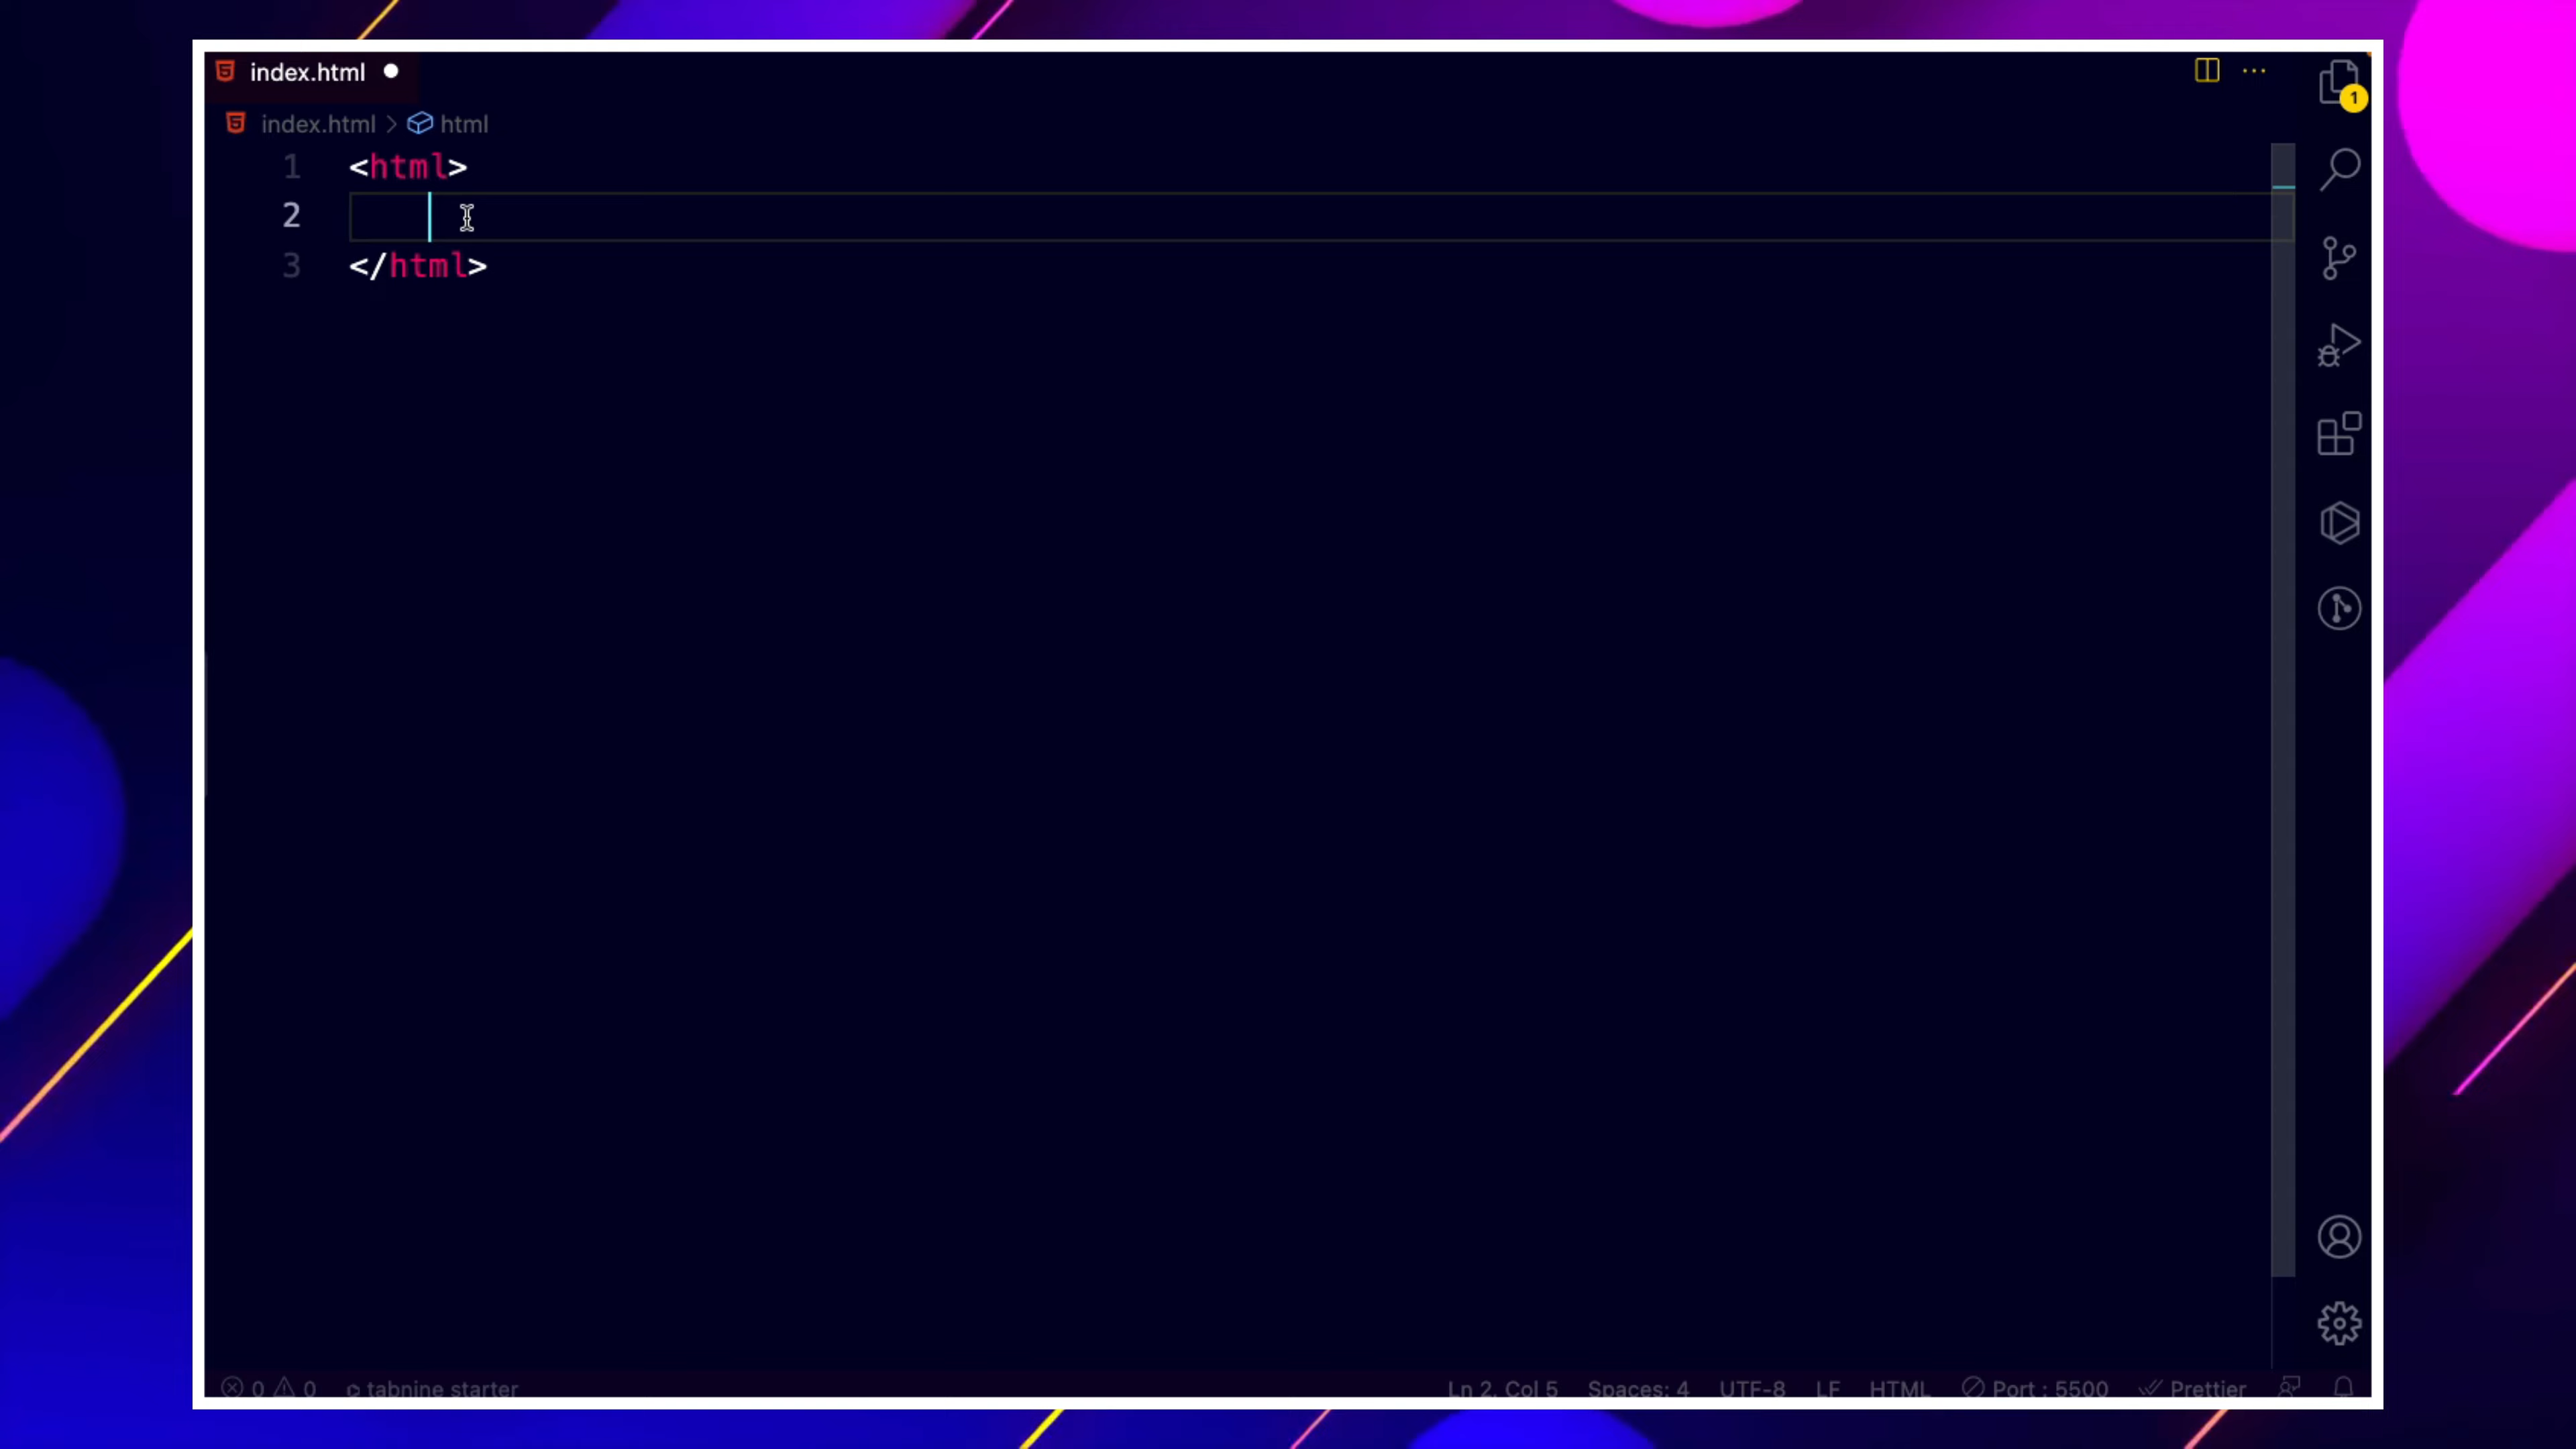 index.html
index.html > html
1
1 <html>
2
3 </html>
0 0 tabnine starter Ln 2, Col 5 Spaces: 4 UTF-8 LF HTML Port : 5500 Prettier